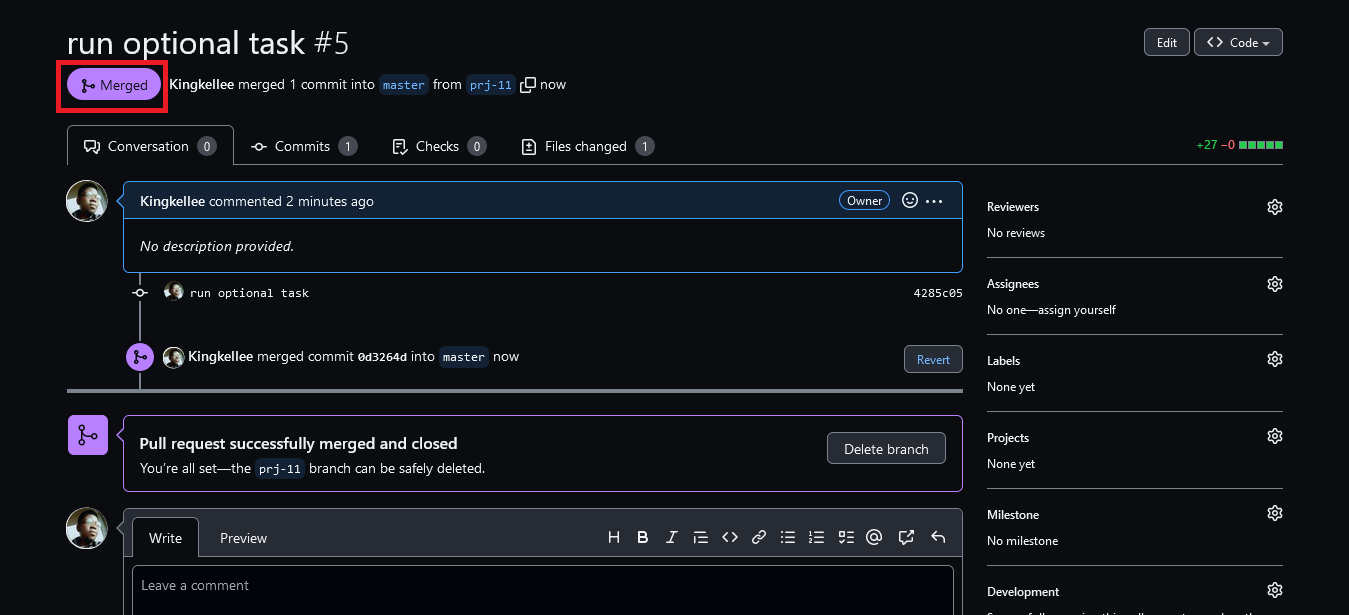 run optional task #5
Edit
Code
Merged
Kingkellee merged 1 commit into master from prj-11 now
Conversation 0
Commits 1
Checks 0
Files changed 1
+27 −0
Kingkellee commented 2 minutes ago
Owner
No description provided.
run optional task
4285c05
Kingkellee merged commit 0d3264d into master now
Revert
Pull request successfully merged and closed
You're all set—the prj-11 branch can be safely deleted.
Delete branch
Write
Preview
Leave a comment
Reviewers
No reviews
Assignees
No one—assign yourself
Labels
None yet
Projects
None yet
Milestone
No milestone
Development